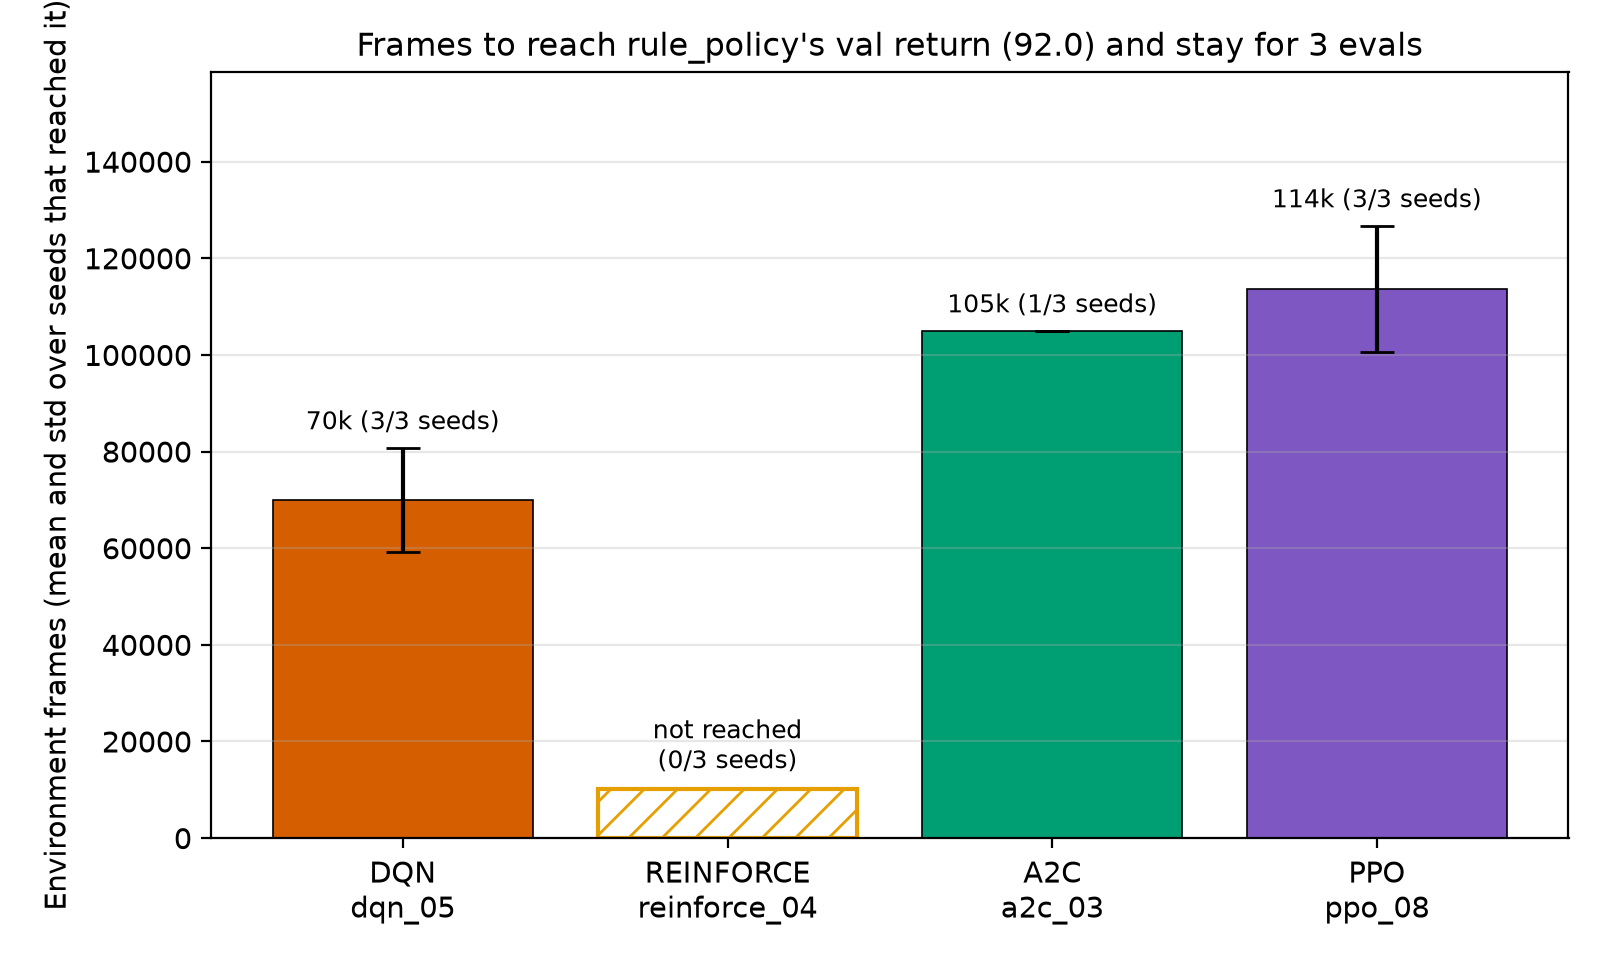 Frames to reach rule_policy's val return (92.0) and stay for 3 evals
Environment frames (mean and std over seeds that reached it)
140000
120000
100000
80000
60000
40000
20000
0
70k (3/3 seeds)
not reached
(0/3 seeds)
105k (1/3 seeds)
114k (3/3 seeds)
DQN
dqn_05
REINFORCE
reinforce_04
A2C
a2c_03
PPO
ppo_08